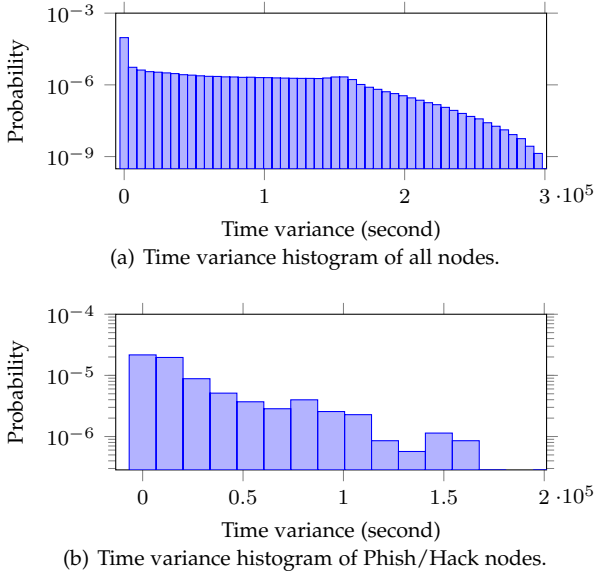 10^−3
10^−6
10^−9
Probability
0 1 2 3 ·10^5
Time variance (second)
(a) Time variance histogram of all nodes.
10^−4
10^−5
10^−6
Probability
0 0.5 1 1.5 2 ·10^5
Time variance (second)
(b) Time variance histogram of Phish/Hack nodes.